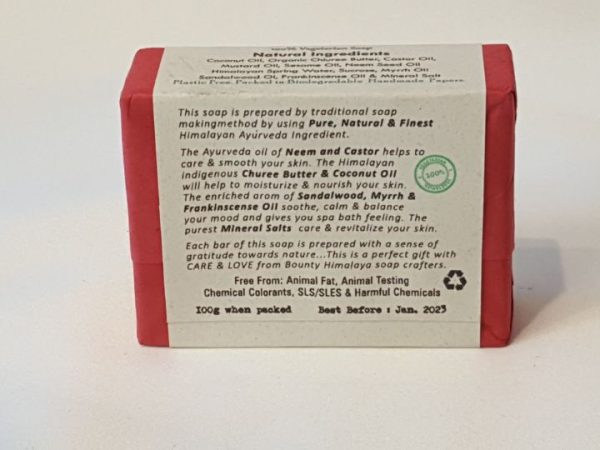 100% Vegetarian Soap
Natural Ingredients
Coconut Oil, Organic Chiuree Butter, Castor Oil,
Mustard Oil, Sesame Oil, Neem Seed Oil
Himalayan Spring Water, Sucrose, Myrrh Oil
Sandalwood Oil, Frankinscense Oil & Mineral Salt
Plastic Free. Packed in Biodegradable Handmade Papers.
This soap is prepared by traditional soap
makingmethod by using Pure, Natural & Finest
Himalayan Ayurveda Ingredient.
The Ayurveda oil of Neem and Castor helps to
care & smooth your skin. The Himalayan
indigenous Churee Butter & Coconut Oil
will help to moisturize & nourish your skin.
The enriched arom of Sandalwood, Myrrh &
Frankinscense Oil soothe, calm & balance
your mood and gives you spa bath feeling. The
purest Mineral Salts care & revitalize your skin.
100%
Each bar of this soap is prepared with a sense of
gratitude towards nature...This is a perfect gift with
CARE & LOVE from Bounty Himalaya soap crafters.
Free From: Animal Fat, Animal Testing
Chemical Colorants, SLS/SLES & Harmful Chemicals
100g when packed Best Before : Jan. 2023